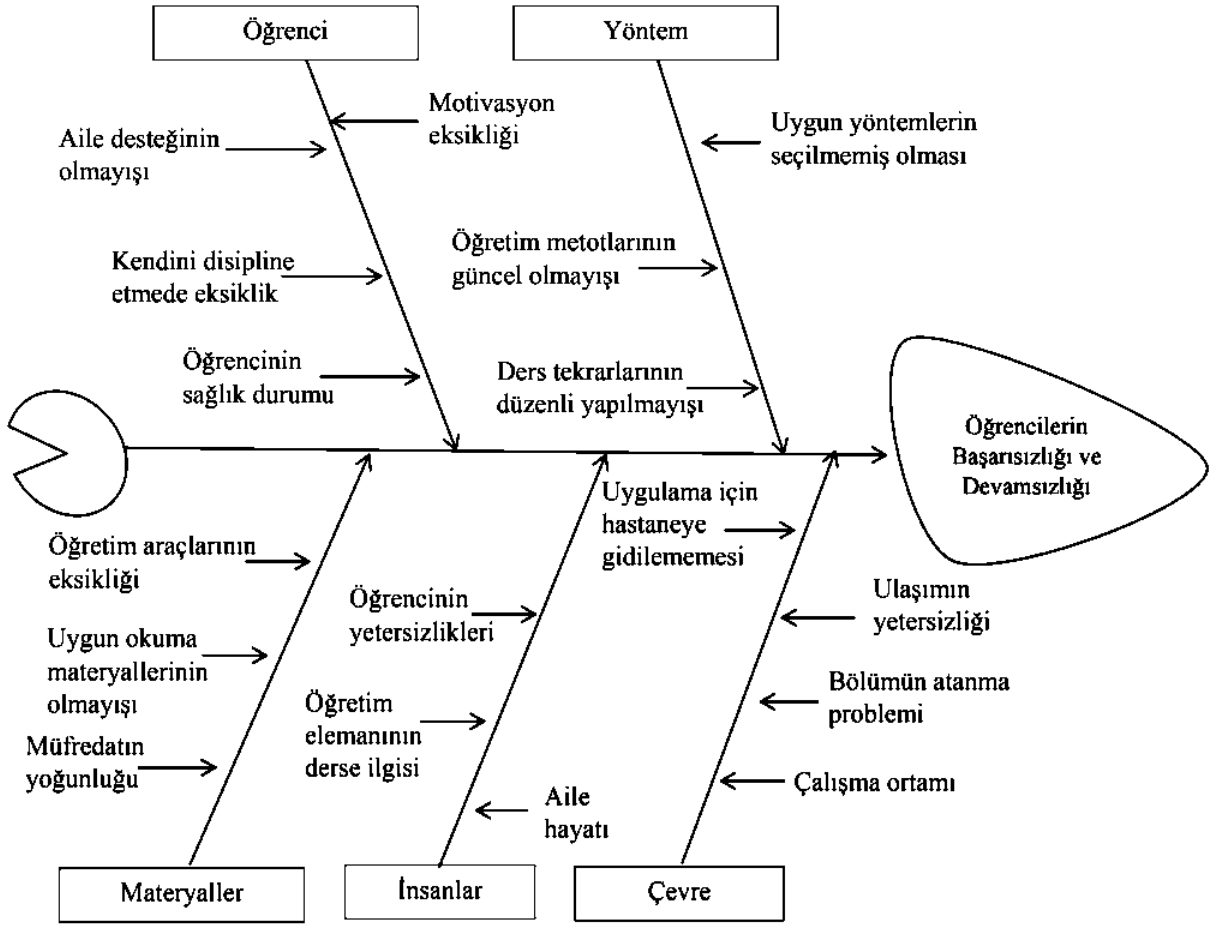 Öğrenci
Yöntem
Motivasyon
eksikliği
Aile desteğinin
olmayışı
Uygun yöntemlerin
seçilmemiş olması
Kendini disipline
etmede eksiklik
Öğretim metotlarının
güncel olmayışı
Öğrencinin
sağlık durumu
Ders tekrarlarının
düzenli yapılmayışı
Öğrencilerin
Başarısızlığı ve
Devamsızlığı
Öğretim araçlarının
eksikliği
Uygun okuma
materyallerinin
olmayışı
Müfredatın
yoğunluğu
Öğrencinin
yetersizlikleri
Öğretim
elemanının
derse ilgisi
Aile
hayatı
Uygulama için
hastaneye
gidilememesi
Ulaşımın
yetersizliği
Bölümün atanma
problemi
Çalışma ortamı
Materyaller
İnsanlar
Çevre